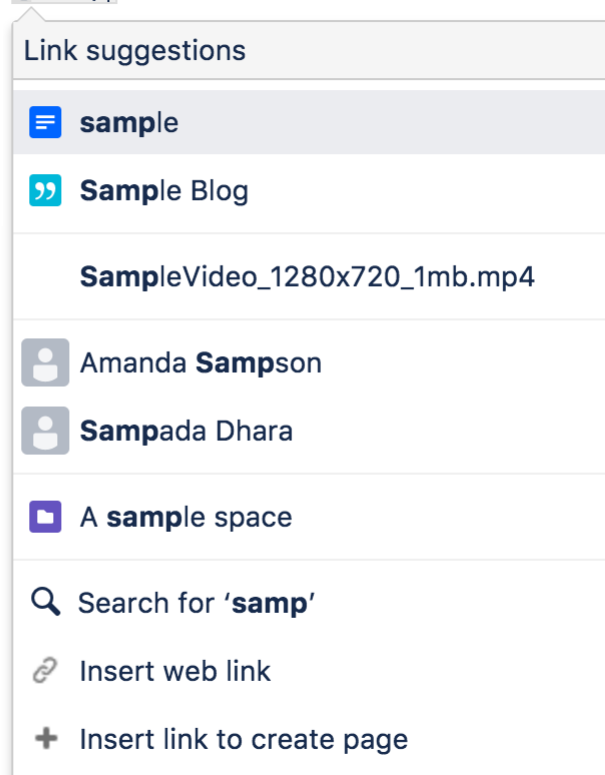 Link suggestions
sample
Sample Blog
SampleVideo_1280x720_1mb.mp4
Amanda Sampson
Sampada Dhara
A sample space
Search for ‘samp’
Insert web link
Insert link to create page